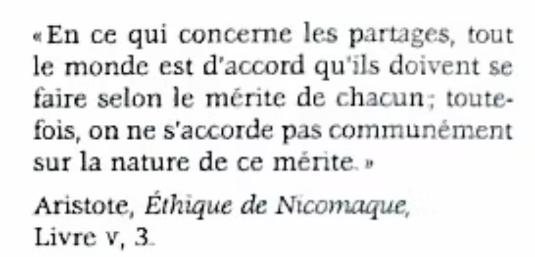 «En ce qui concerne les partages, tout
le monde est d'accord qu'ils doivent se
faire selon le mérite de chacun; toute-
fois, on ne s'accorde pas communément
sur la nature de ce mérite.»
Aristote, Éthique de Nicomaque,
Livre V, 3.